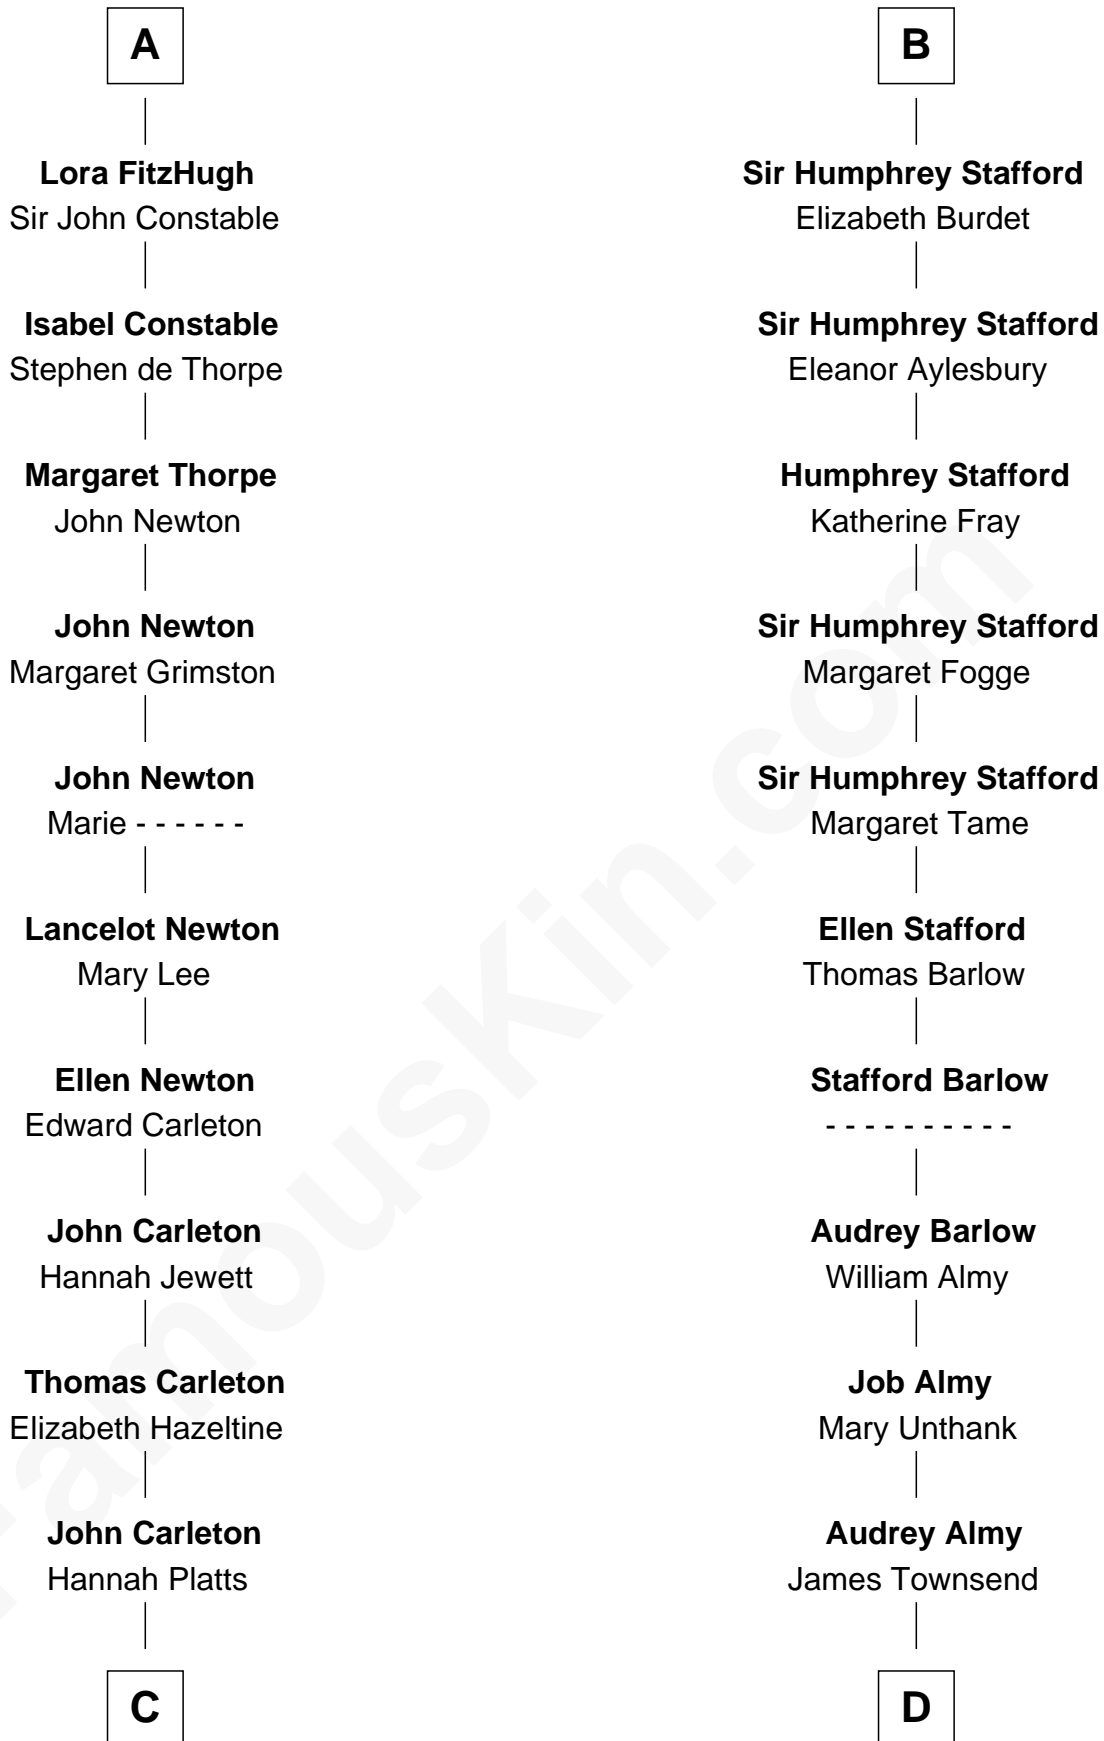 A
Lora FitzHugh
Sir John Constable
Isabel Constable
Stephen de Thorpe
Margaret Thorpe
John Newton
John Newton
Margaret Grimston
John Newton
Marie - - - - - -
Lancelot Newton
Mary Lee
Ellen Newton
Edward Carleton
John Carleton
Hannah Jewett
Thomas Carleton
Elizabeth Hazeltine
John Carleton
Hannah Platts
C
B
Sir Humphrey Stafford
Elizabeth Burdet
Sir Humphrey Stafford
Eleanor Aylesbury
Humphrey Stafford
Katherine Fray
Sir Humphrey Stafford
Margaret Fogge
Sir Humphrey Stafford
Margaret Tame
Ellen Stafford
Thomas Barlow
Stafford Barlow
- - - - - - - - - -
Audrey Barlow
William Almy
Job Almy
Mary Unthank
Audrey Almy
James Townsend
D
FamousKin.com